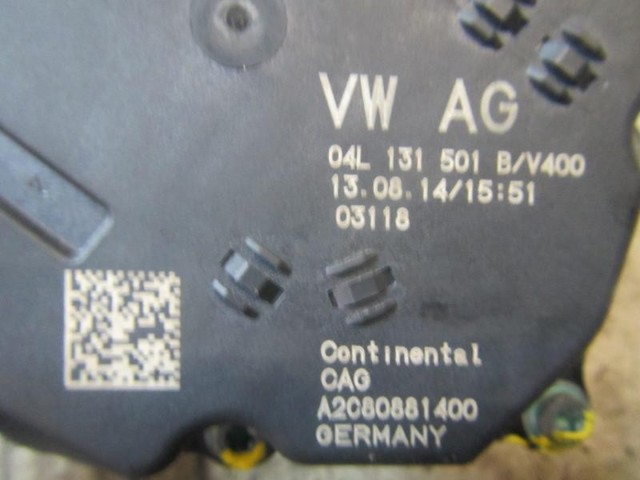 VW AG
04L 131 501 B/V400
13.08.14/15:51
03118
Continental
CAG
A2C80881400
GERMANY